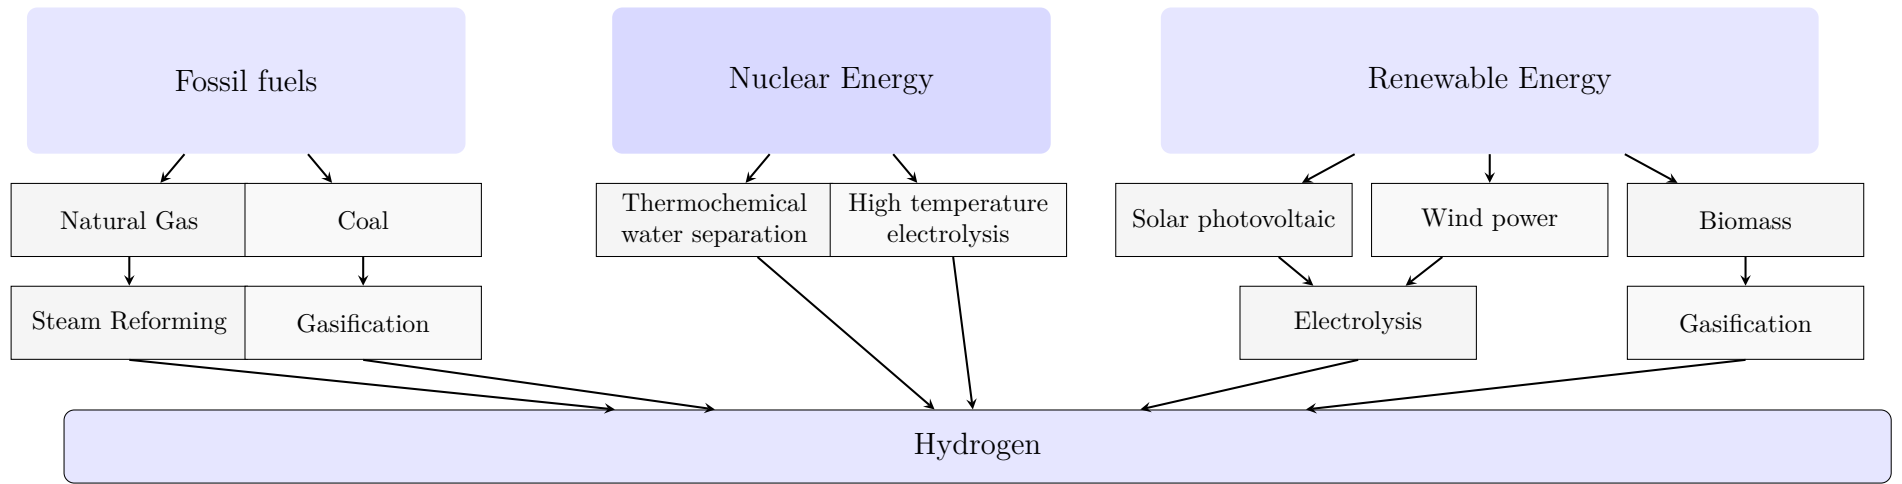 Fossil fuels
Nuclear Energy
Renewable Energy
Natural Gas
Coal
Thermochemical
water separation
High temperature
electrolysis
Solar photovoltaic
Wind power
Biomass
Steam Reforming
Gasification
Electrolysis
Gasification
Hydrogen